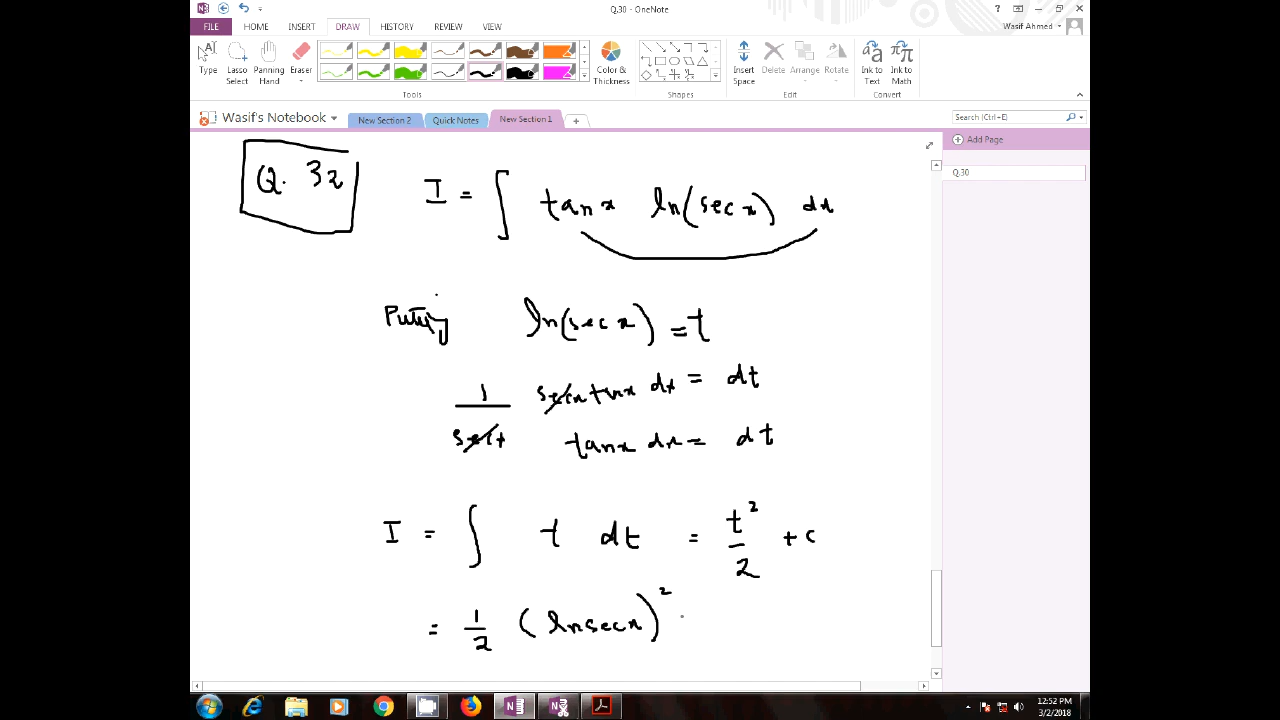 Q.30 - OneNote
Wasif Ahmed
FILE HOME INSERT DRAW HISTORY REVIEW VIEW
Type Lasso Select Panning Hand Eraser Color & Thickness Insert Space Delete Arrange Rotate Ink to Text Ink to Math
Tools Shapes Edit Convert
Wasif's Notebook New Section 2 Quick Notes New Section 1 + Search (Ctrl+E)
Add Page
Q.30
Q. 32
I = ∫ tanx ln(secx) dx
Puting ln(secx) = t
1/secx secx tanx dx = dt
tanx dx = dt
I = ∫ t dt = t²/2 + c
= 1/2 (ln secx)²
12:52 PM
3/2/2018